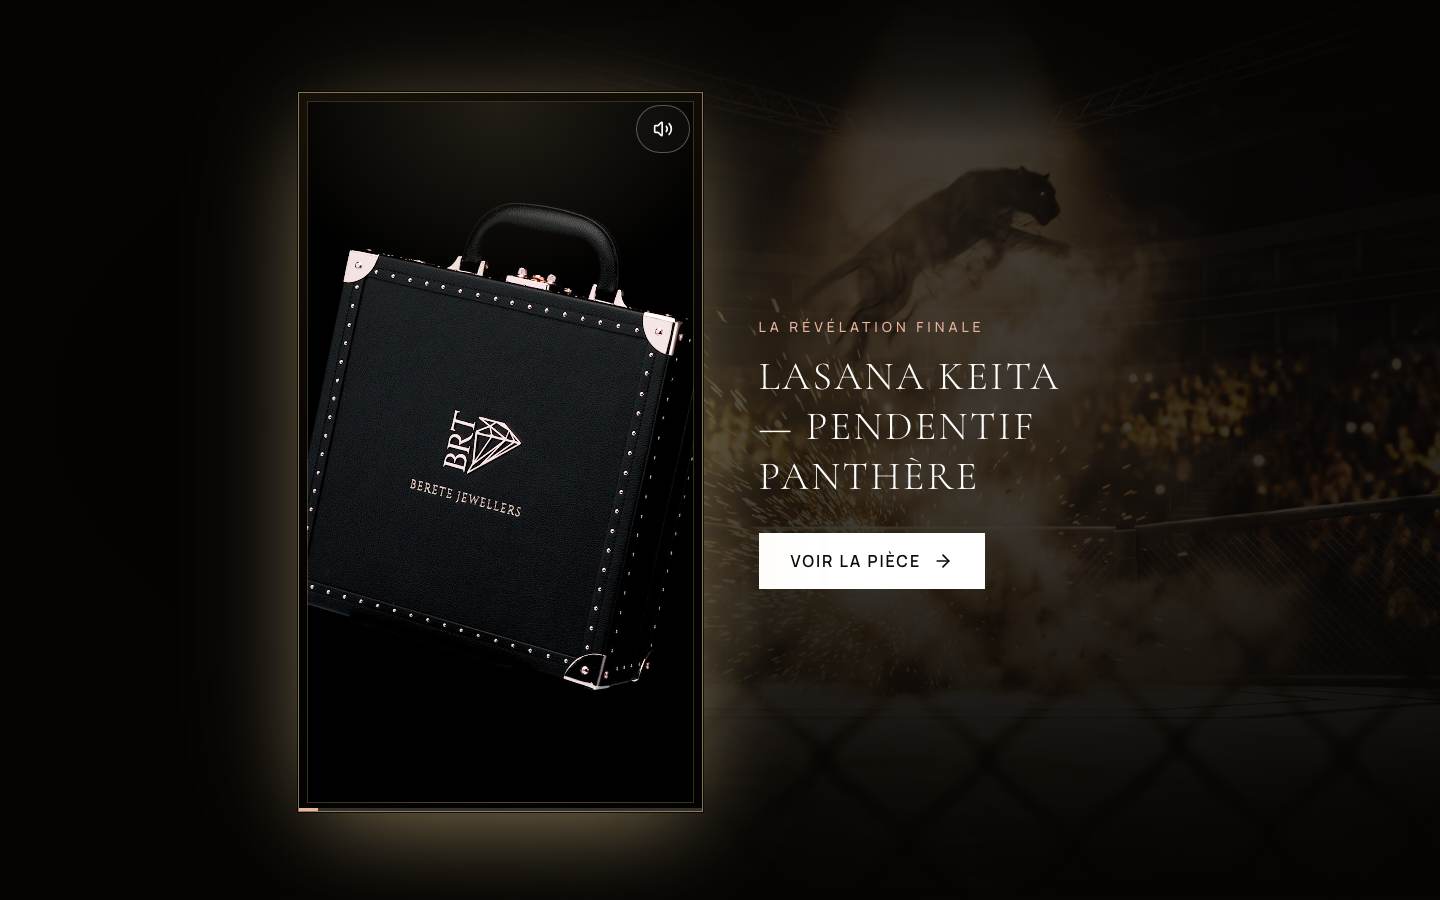 BRT
BERETE JEWELLERS
LA RÉVÉLATION FINALE
LASANA KEITA
— PENDENTIF
PANTHÈRE
VOIR LA PIÈCE →